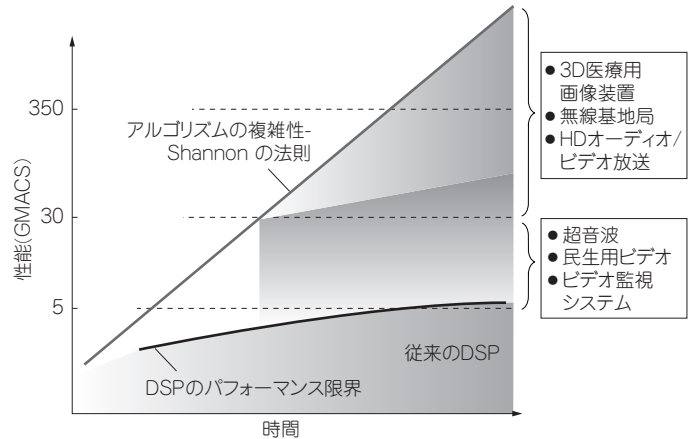 性能(GMACS)
350
30
5
アルゴリズムの複雑性-
Shannon の法則
DSPのパフォーマンス限界
従来のDSP
時間
● 3D医療用
画像装置
● 無線基地局
● HDオーディオ/
ビデオ放送
● 超音波
● 民生用ビデオ
● ビデオ監視
システム